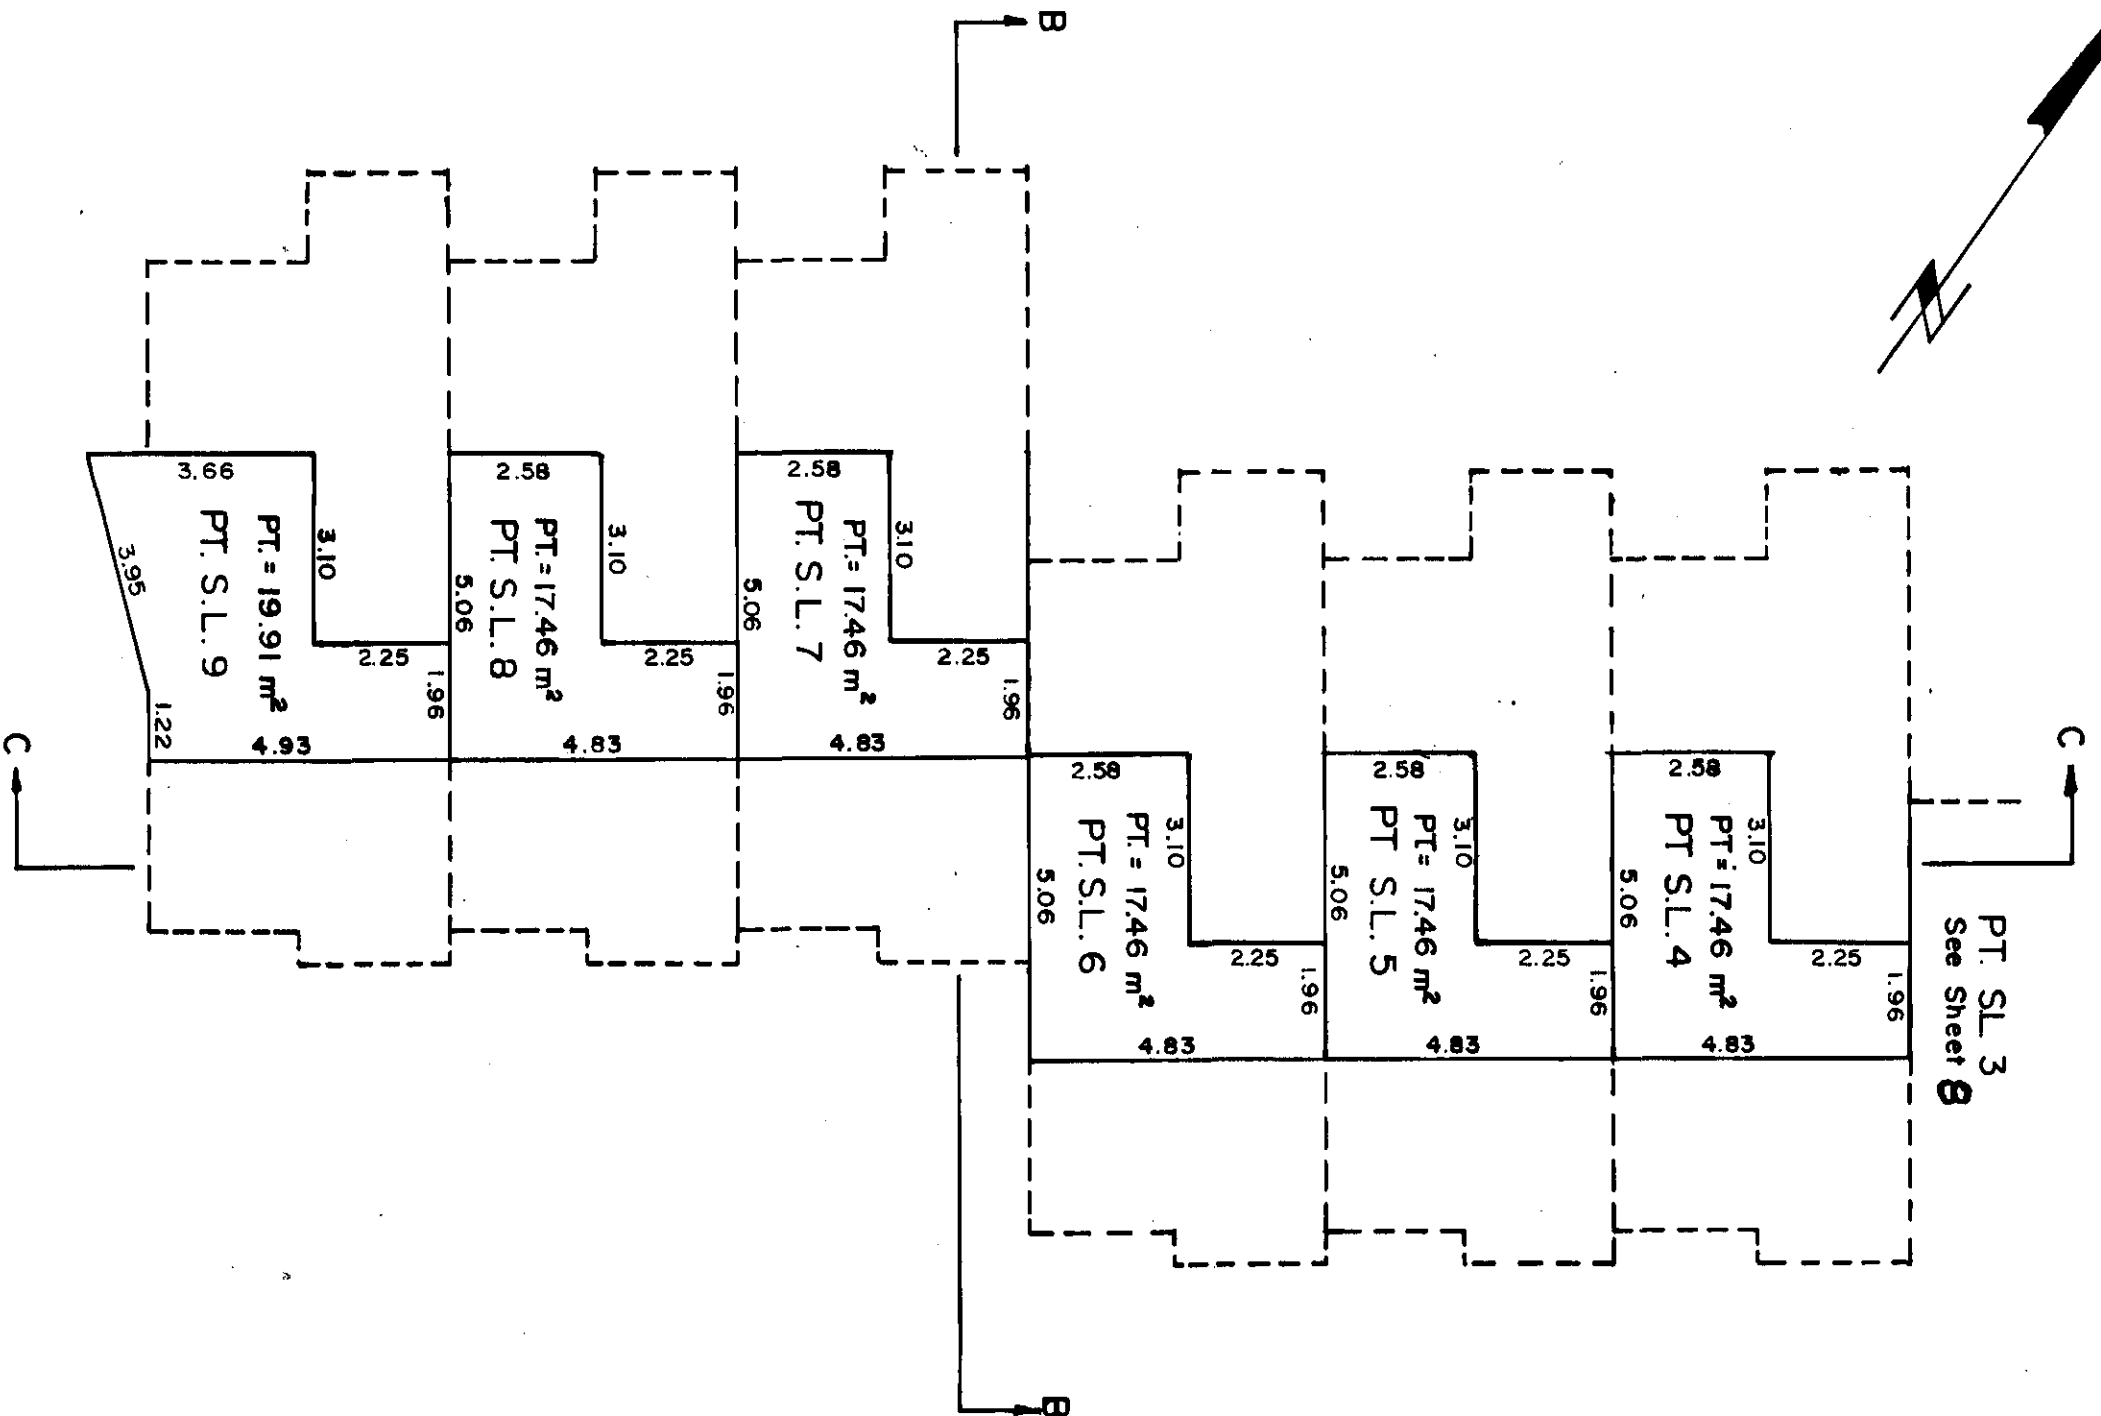 B
C
PT. S.L. 3
See Sheet 8
2.58
3.10
PT = 17.46 m²
PT S.L. 4
5.06
2.25
1.96
4.83
2.58
3.10
PT = 17.46 m²
PT S.L. 5
5.06
2.25
1.96
4.83
2.58
3.10
PT. = 17.46 m²
PT. S.L. 6
5.06
2.25
1.96
4.83
2.58
3.10
PT. = 17.46 m²
PT. S.L. 7
5.06
2.25
1.96
4.83
2.58
3.10
PT. = 17.46 m²
PT. S.L. 8
5.06
2.25
1.96
4.83
3.66
3.10
PT. = 19.91 m²
PT. S.L. 9
3.95
2.25
1.96
1.22
4.93
C
B